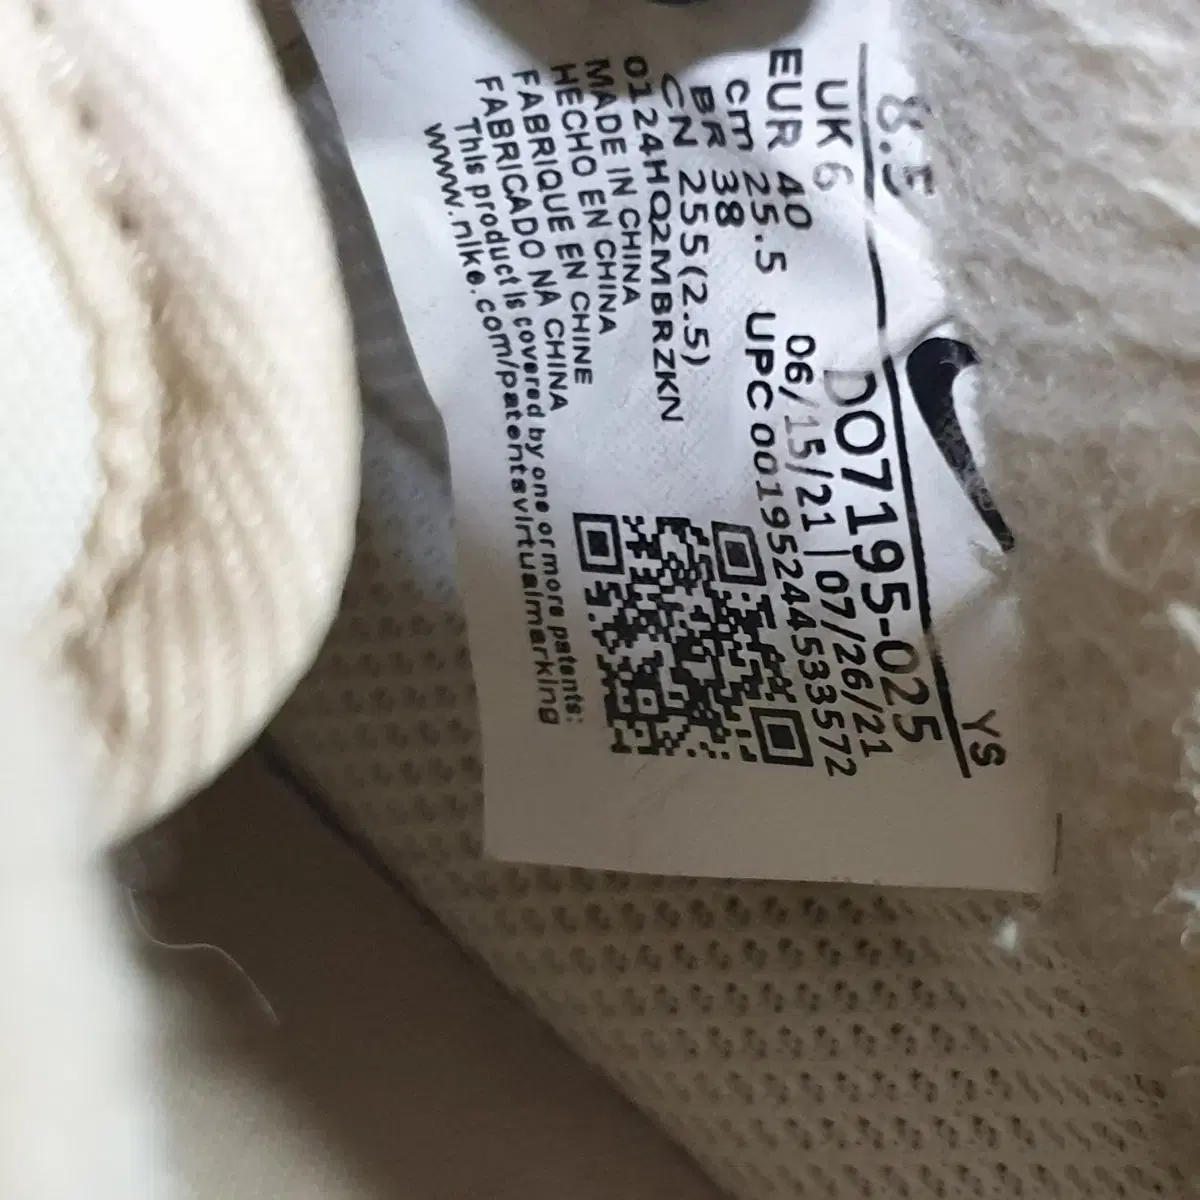 8.5 YS
UK 6 DO7195-025
EUR 40 06/15/21|07/26/21
cm 25.5 UPC 00195244533572
BR 38
CN 255(2.5)
0124HQ2MBRZKN
MADE IN CHINA
HECHO EN CHINA
FABRIQUE EN CHINE
FABRICADO NA CHINA
This product is covered by one or more patents:
www.nike.com/patentsvirtualmarking